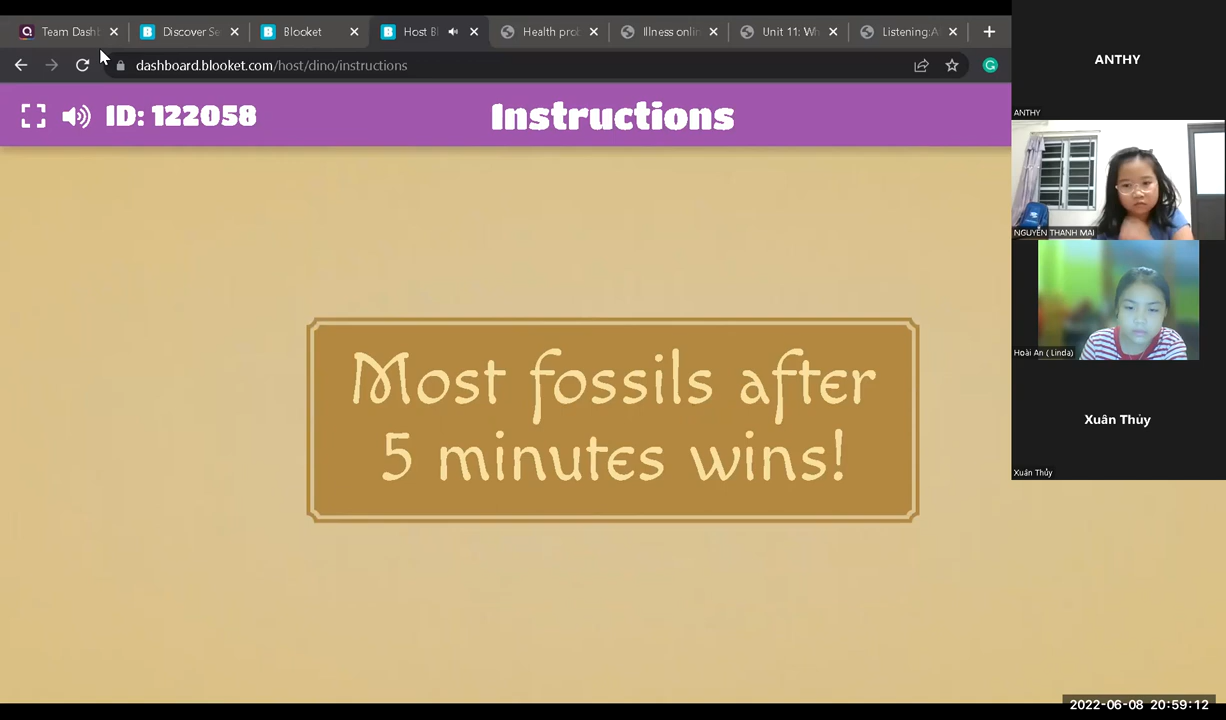 Team Dash
Discover Se
Blooket
Host Bl
Health prob
Illness onli
Unit 11: Wh
Listening:A
dashboard.blooket.com/host/dino/instructions
ID: 122058
Instructions
Most fossils after
5 minutes wins!
ANTHY
ANTHY
NGUYỄN THANH MAI
Hoài An ( Linda)
Xuân Thủy
Xuân Thủy
2022-06-08 20:59:12